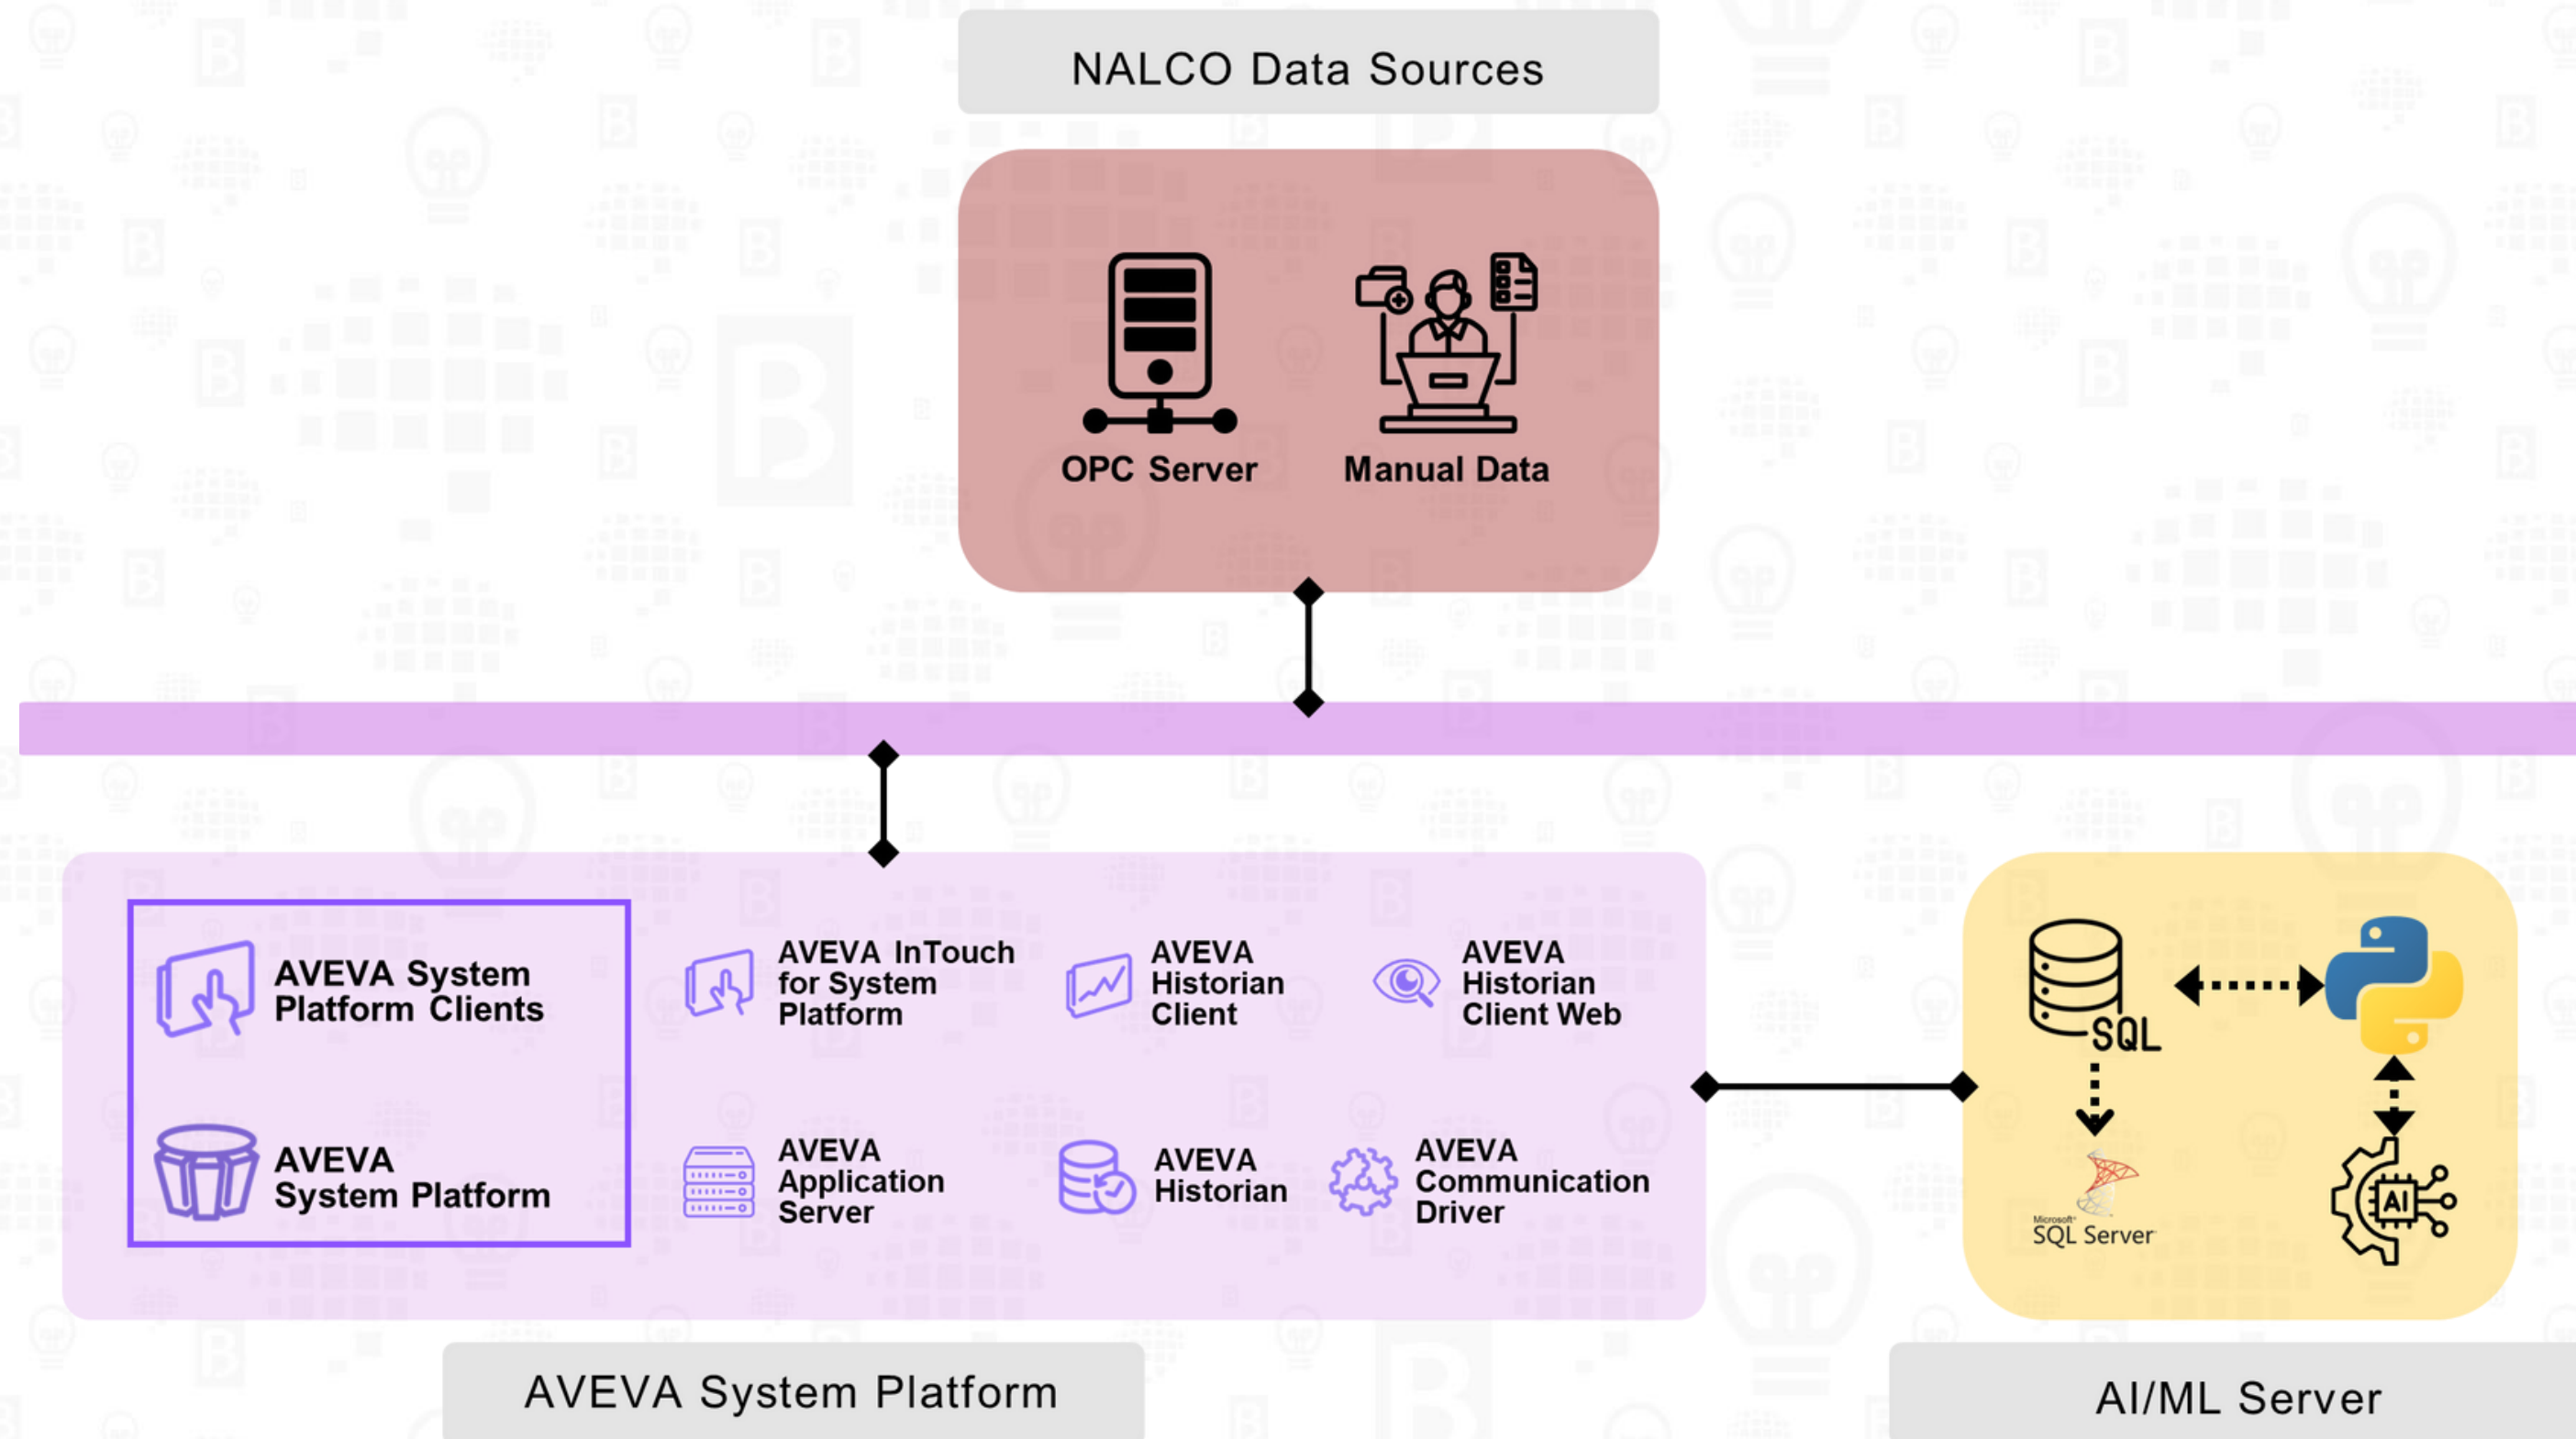 NALCO Data Sources
OPC Server
Manual Data
AVEVA System
Platform Clients
AVEVA InTouch
for System
Platform
AVEVA
Historian
Client
AVEVA
Historian
Client Web
SQL
AVEVA
System Platform
AVEVA
Application
Server
AVEVA
Historian
AVEVA
Communication
Driver
Microsoft®
SQL Server
AI
AVEVA System Platform
AI/ML Server